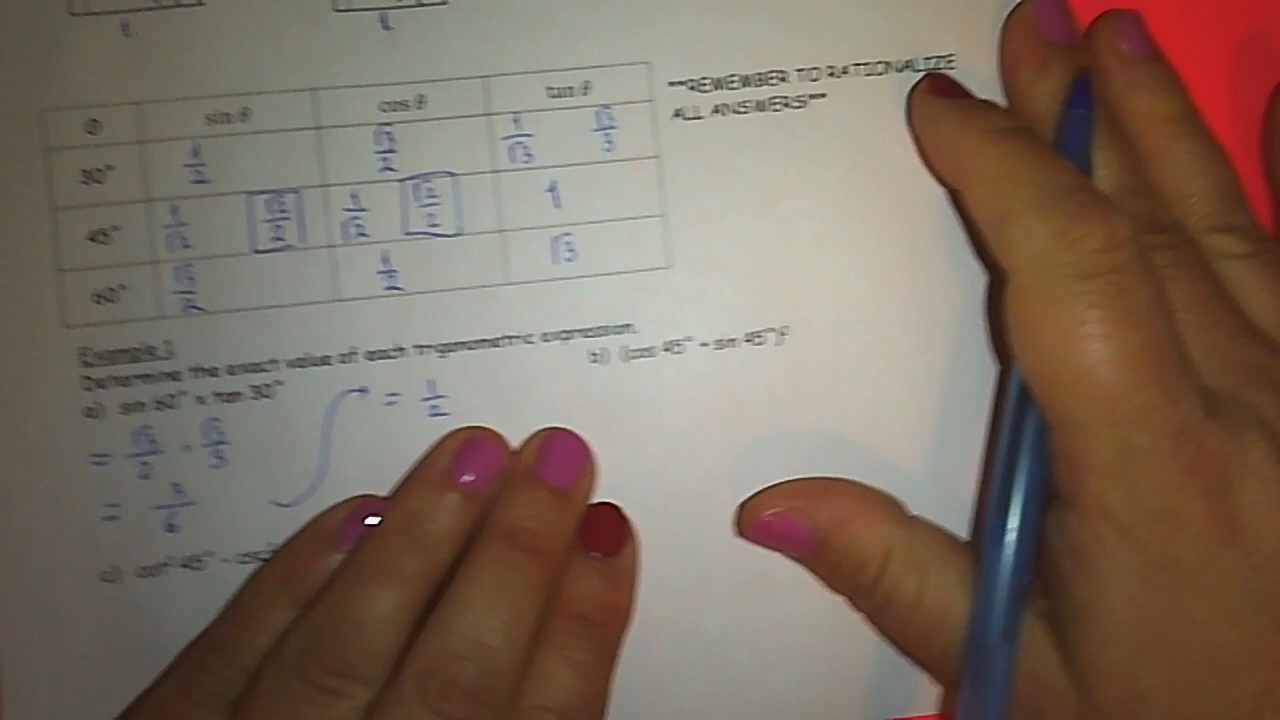 1 1
**REMEMBER TO RATIONALIZE
ALL ANSWERS!**
θ sin θ cos θ tan θ
30° 1/2 √3/2 1/√3 √3/3
45° 1/√2 √2/2 1/√2 √2/2 1
60° √3/2 1/2 √3
Example 1
Determine the exact value of each trigonometric expression.
a) sin 60° x tan 30° b) (cos 45° - sin 45°)²
= √3/2 · √3/3 = 1/2
= 3/6
c) cos² 45° -